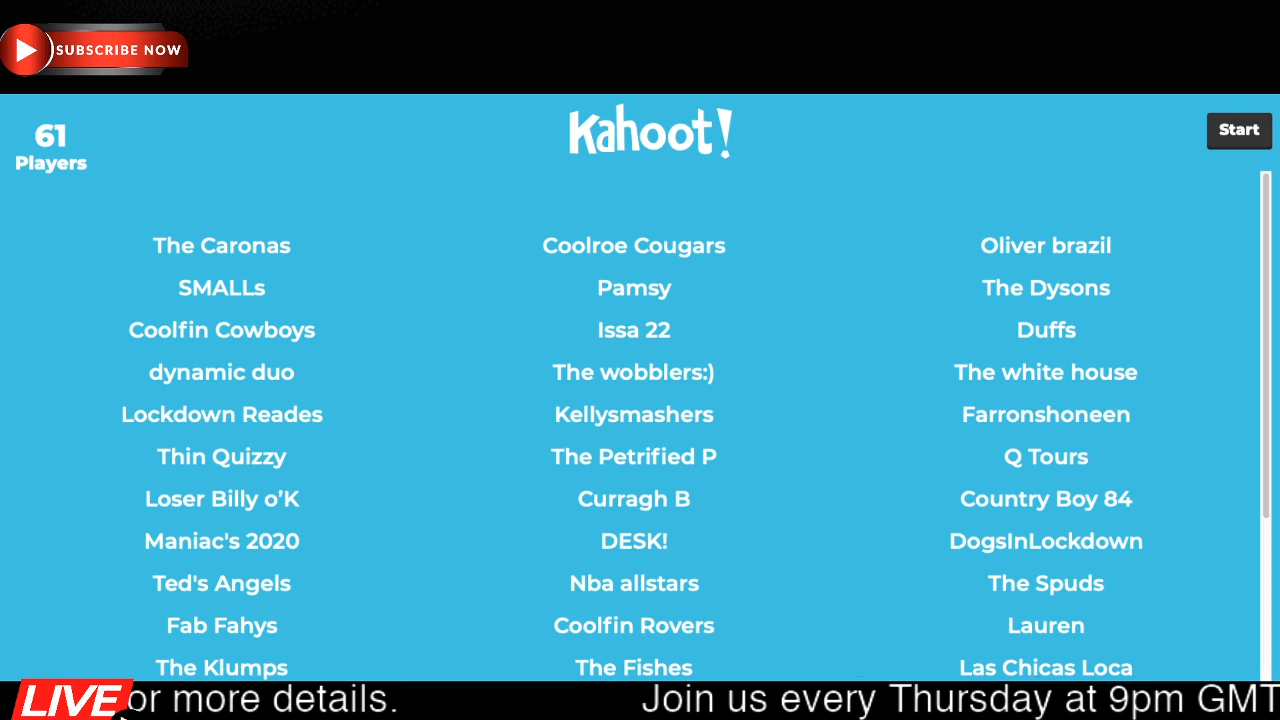 SUBSCRIBE NOW
61
Players
Kahoot!
Start
The Caronas
Coolroe Cougars
Oliver brazil
SMALLs
Pamsy
The Dysons
Coolfin Cowboys
Issa 22
Duffs
dynamic duo
The wobblers:)
The white house
Lockdown Reades
Kellysmashers
Farronshoneen
Thin Quizzy
The Petrified P
Q Tours
Loser Billy o’K
Curragh B
Country Boy 84
Maniac's 2020
DESK!
DogsInLockdown
Ted's Angels
Nba allstars
The Spuds
Fab Fahys
Coolfin Rovers
Lauren
The Klumps
The Fishes
Las Chicas Loca
LIVE
or more details. Join us every Thursday at 9pm GMT